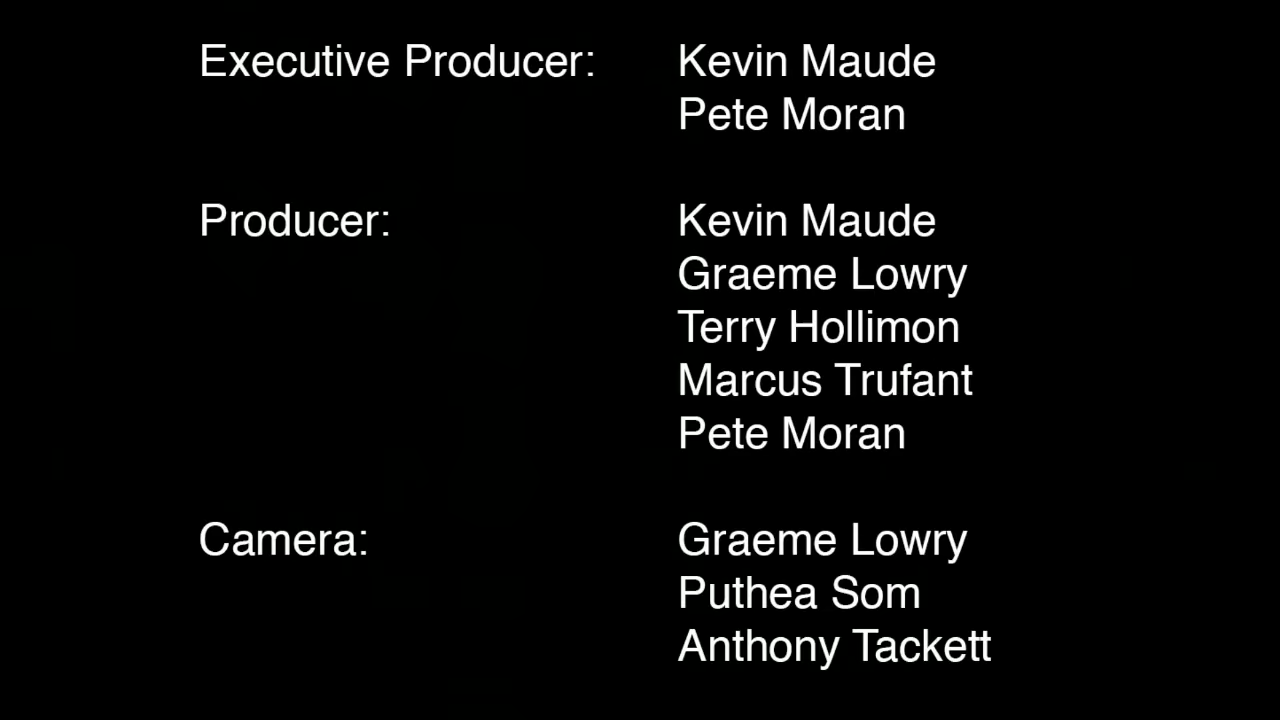 Executive Producer: Kevin Maude
Pete Moran
Producer: Kevin Maude
Graeme Lowry
Terry Hollimon
Marcus Trufant
Pete Moran
Camera: Graeme Lowry
Puthea Som
Anthony Tackett